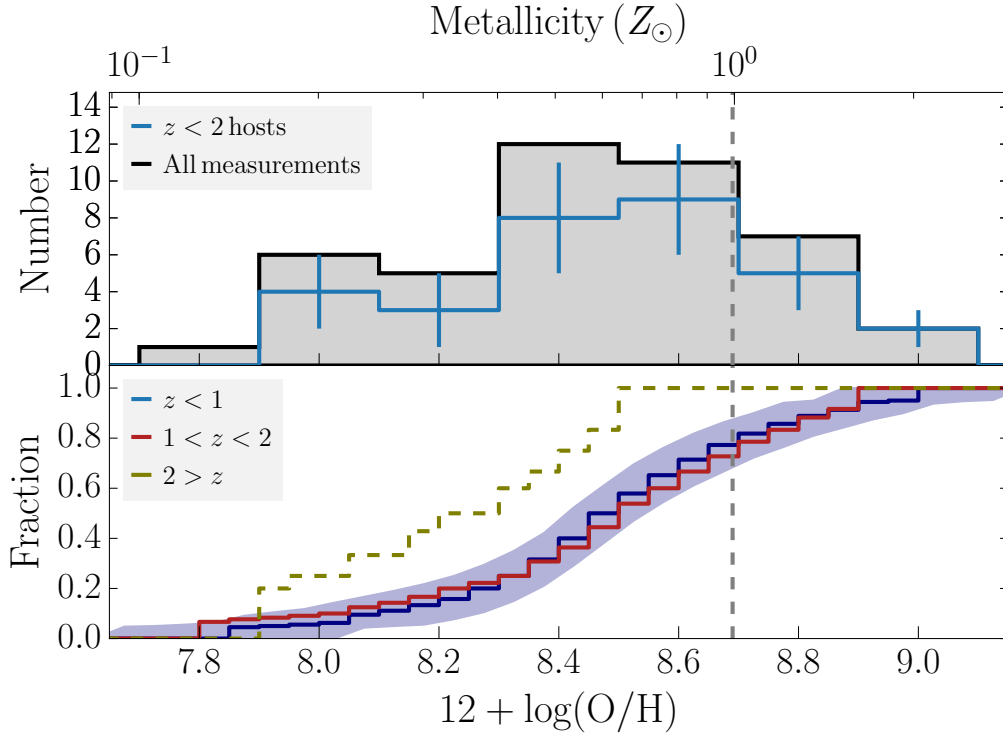 Metallicity (Z⊙)
10⁻¹ 10⁰
14
12
10
8
6
4
2
0
Number
z < 2 hosts
All measurements
1.0
0.8
0.6
0.4
0.2
0.0
Fraction
z < 1
1 < z < 2
2 > z
7.8 8.0 8.2 8.4 8.6 8.8 9.0
12 + log(O/H)